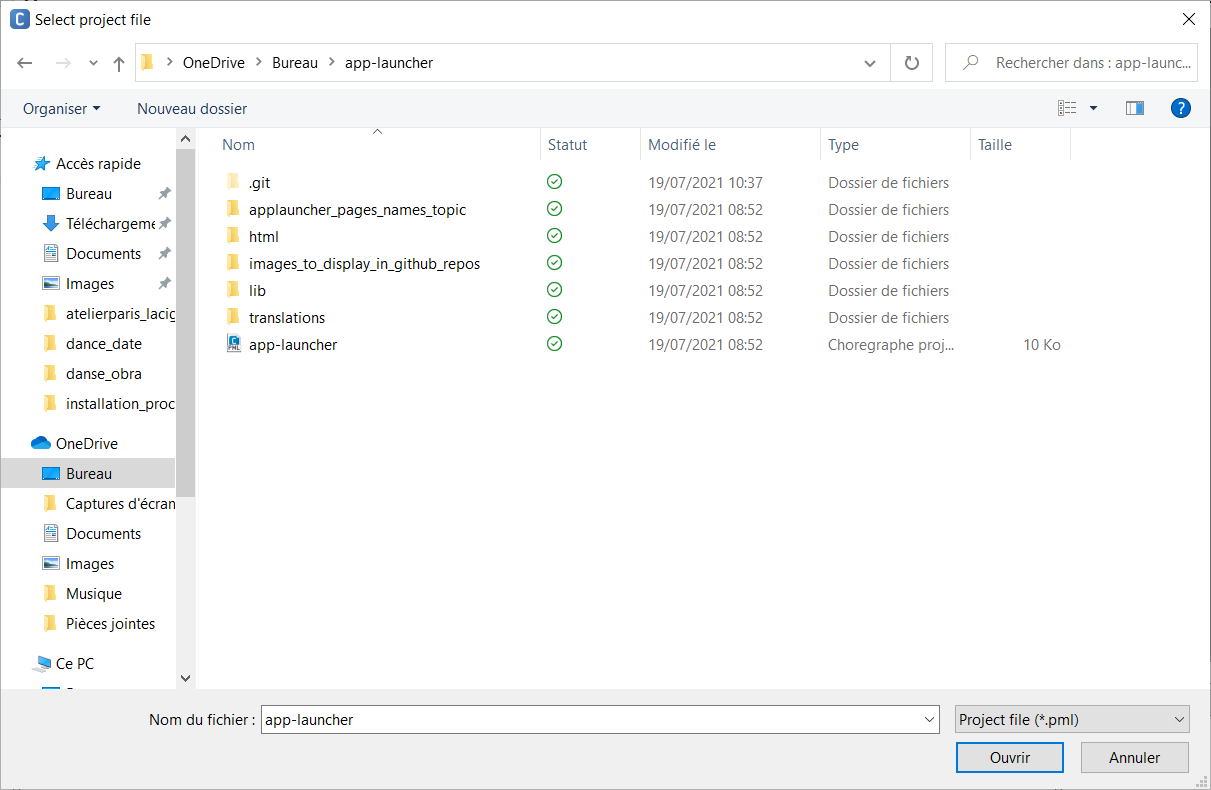 Select project file
OneDrive > Bureau > app-launcher
Rechercher dans : app-launc...
Organiser
Nouveau dossier
Accès rapide
Bureau
Téléchargeme
Documents
Images
atelierparis_lacig
dance_date
danse_obra
installation_proc
OneDrive
Bureau
Captures d'écran
Documents
Images
Musique
Pièces jointes
Ce PC
Nom Statut Modifié le Type Taille
.git 19/07/2021 10:37 Dossier de fichiers
applauncher_pages_names_topic 19/07/2021 08:52 Dossier de fichiers
html 19/07/2021 08:52 Dossier de fichiers
images_to_display_in_github_repos 19/07/2021 08:52 Dossier de fichiers
lib 19/07/2021 08:52 Dossier de fichiers
translations 19/07/2021 08:52 Dossier de fichiers
app-launcher 19/07/2021 08:52 Choregraphe proj... 10 Ko
Nom du fichier : app-launcher
Project file (*.pml)
Ouvrir
Annuler